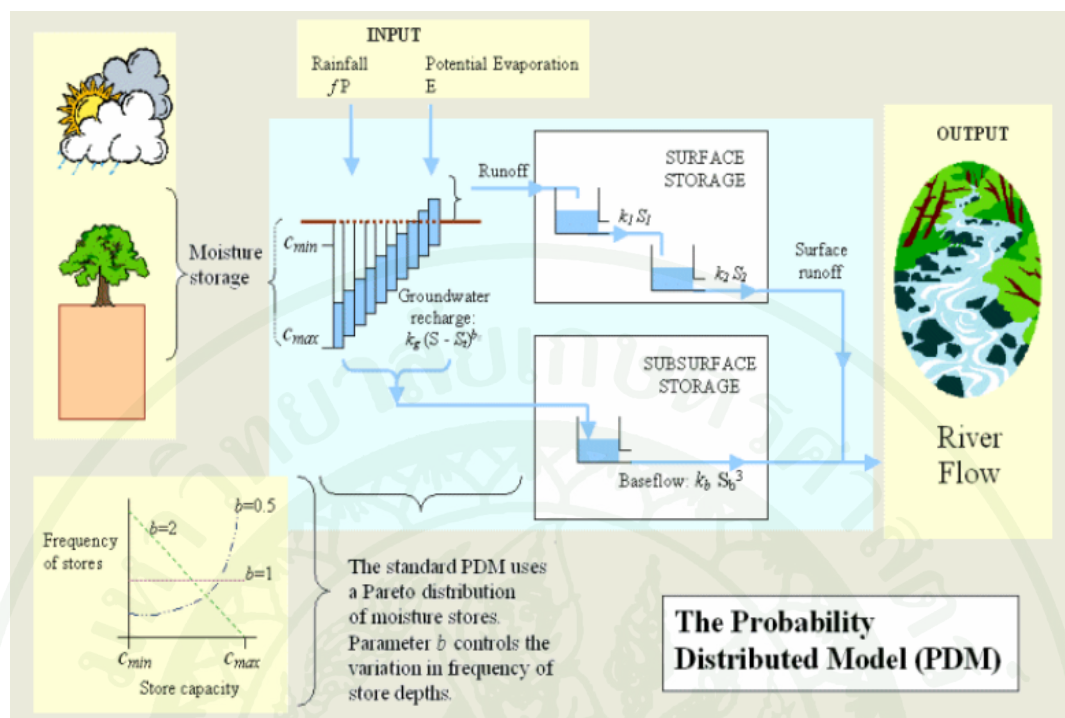 INPUT
Rainfall
fP
Potential Evaporation
E
Moisture
storage
cmin
cmax
Runoff
Groundwater
recharge:
kg (S - St)^b
SURFACE
STORAGE
k1 S1
k2 S2
Surface
runoff
SUBSURFACE
STORAGE
Baseflow: kb Sb^3
OUTPUT
River
Flow
Frequency
of stores
b=2
b=0.5
b=1
cmin
cmax
Store capacity
The standard PDM uses
a Pareto distribution
of moisture stores.
Parameter b controls the
variation in frequency of
store depths.
The Probability
Distributed Model (PDM)